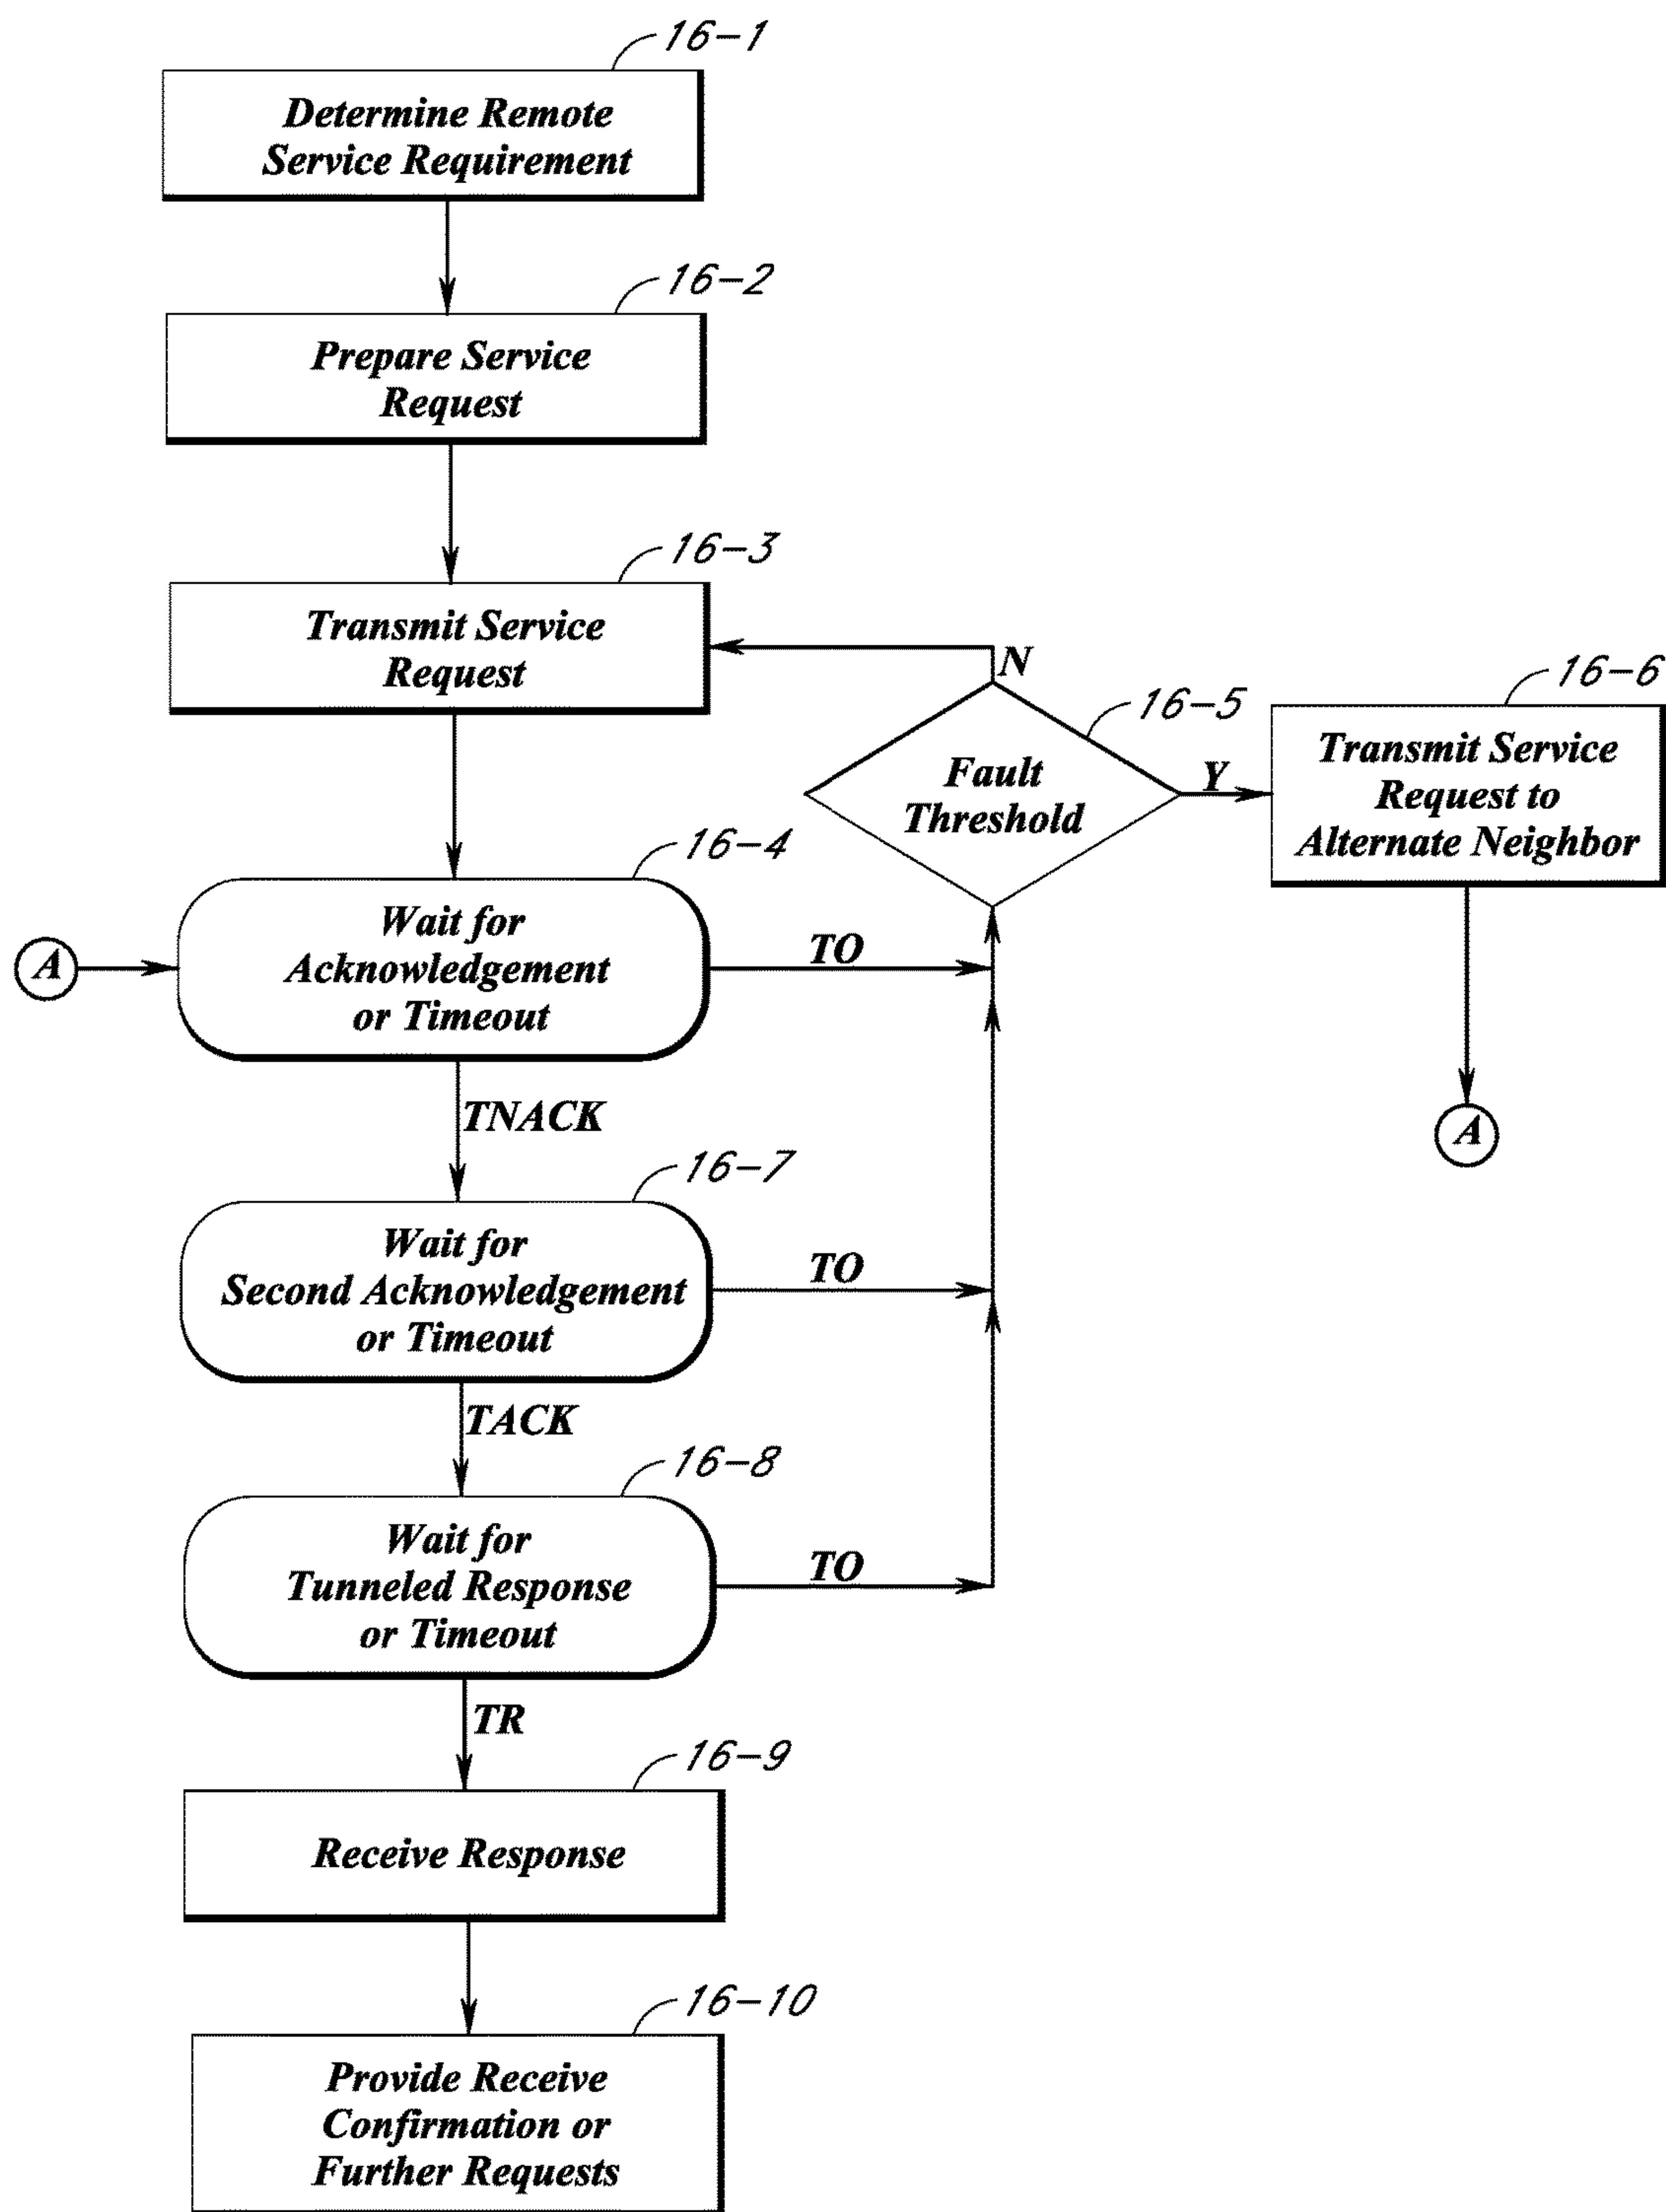 16-1
Determine Remote
Service Requirement
16-2
Prepare Service
Request
16-3
Transmit Service
Request
N
16-5
Fault
Threshold
Y
16-6
Transmit Service
Request to
Alternate Neighbor
A
16-4
A
Wait for
Acknowledgement
or Timeout
TO
TNACK
16-7
Wait for
Second Acknowledgement
or Timeout
TO
TACK
16-8
Wait for
Tunneled Response
or Timeout
TO
TR
16-9
Receive Response
16-10
Provide Receive
Confirmation or
Further Requests